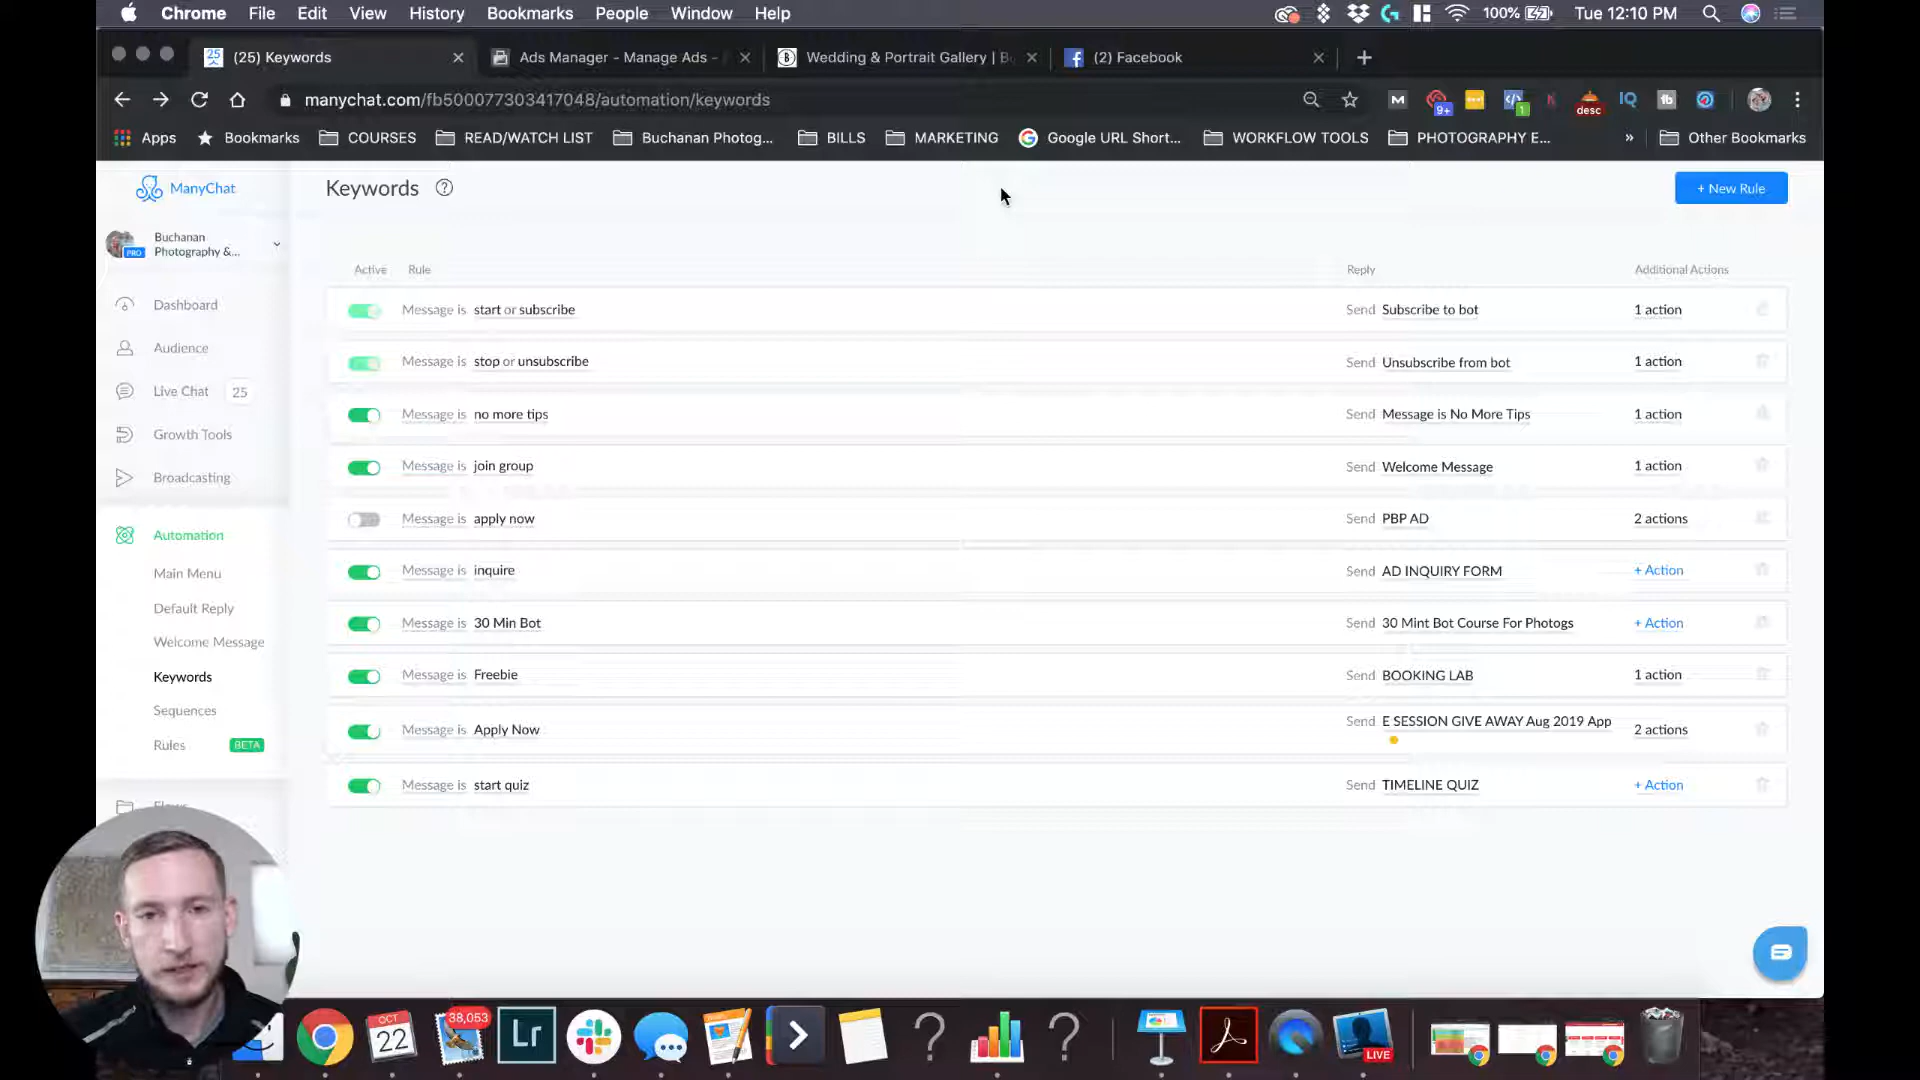 Chrome File Edit View History Bookmarks People Window Help 100% Tue 12:10 PM
(25) Keywords Ads Manager - Manage Ads - Wedding & Portrait Gallery | B (2) Facebook
manychat.com/fb500077303417048/automation/keywords
Apps Bookmarks COURSES READ/WATCH LIST Buchanan Photog... BILLS MARKETING Google URL Short... WORKFLOW TOOLS PHOTOGRAPHY E... » Other Bookmarks
ManyChat
Keywords ?
+ New Rule
Buchanan
Photography &...
PRO
Dashboard
Audience
Live Chat 25
Growth Tools
Broadcasting
Automation
Main Menu
Default Reply
Welcome Message
Keywords
Sequences
Rules BETA
Active Rule Reply Additional Actions
Message is start or subscribe Send Subscribe to bot 1 action
Message is stop or unsubscribe Send Unsubscribe from bot 1 action
Message is no more tips Send Message is No More Tips 1 action
Message is join group Send Welcome Message 1 action
Message is apply now Send PBP AD 2 actions
Message is inquire Send AD INQUIRY FORM + Action
Message is 30 Min Bot Send 30 Mint Bot Course For Photogs + Action
Message is Freebie Send BOOKING LAB 1 action
Message is Apply Now Send E SESSION GIVE AWAY Aug 2019 App 2 actions
Message is start quiz Send TIMELINE QUIZ + Action
OCT
22
38,053
Lr
LIVE